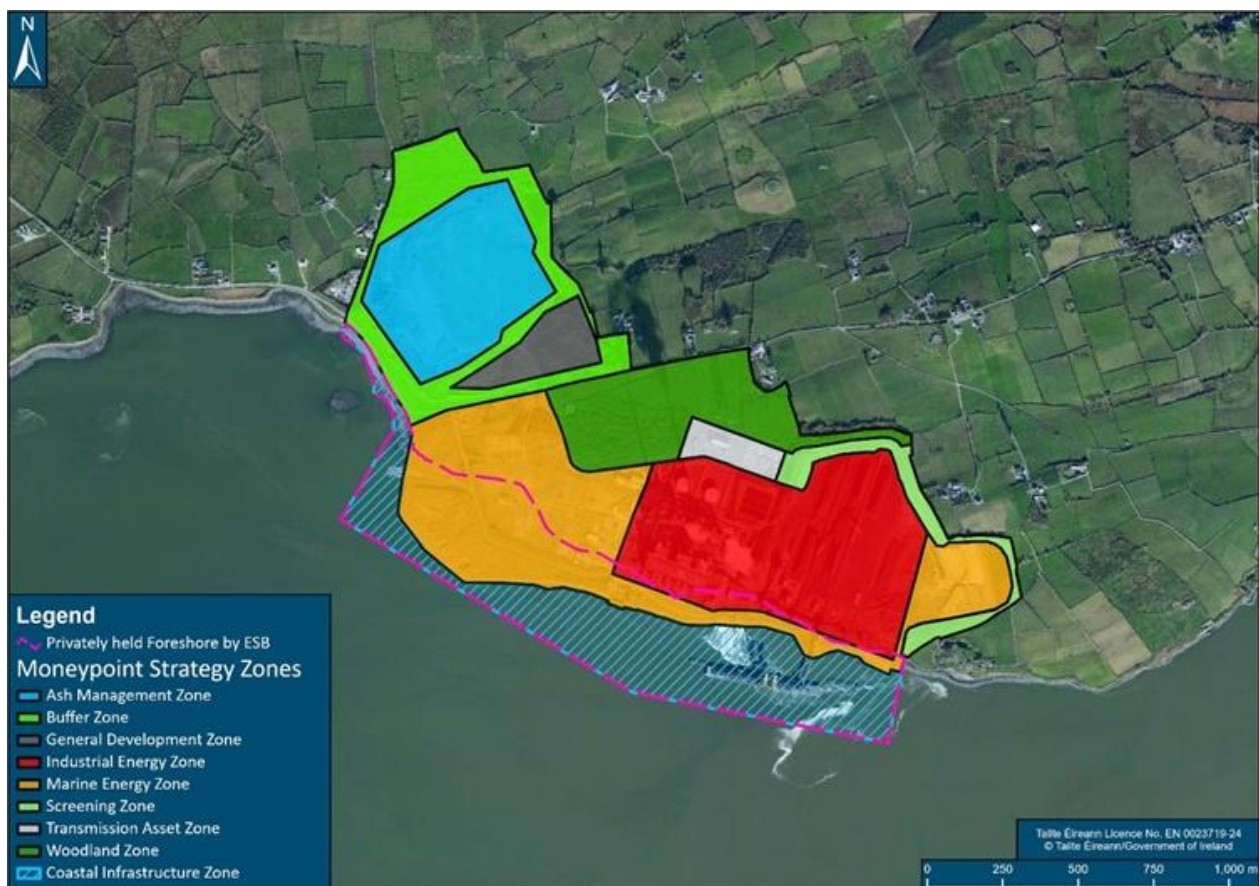 N
Legend
Privately held Foreshore by ESB
Moneypoint Strategy Zones
Ash Management Zone
Buffer Zone
General Development Zone
Industrial Energy Zone
Marine Energy Zone
Screening Zone
Transmission Asset Zone
Woodland Zone
Coastal Infrastructure Zone
Tailte Éireann Licence No. EN 0023719-24
© Tailte Éireann/Government of Ireland
0 250 500 750 1,000 m